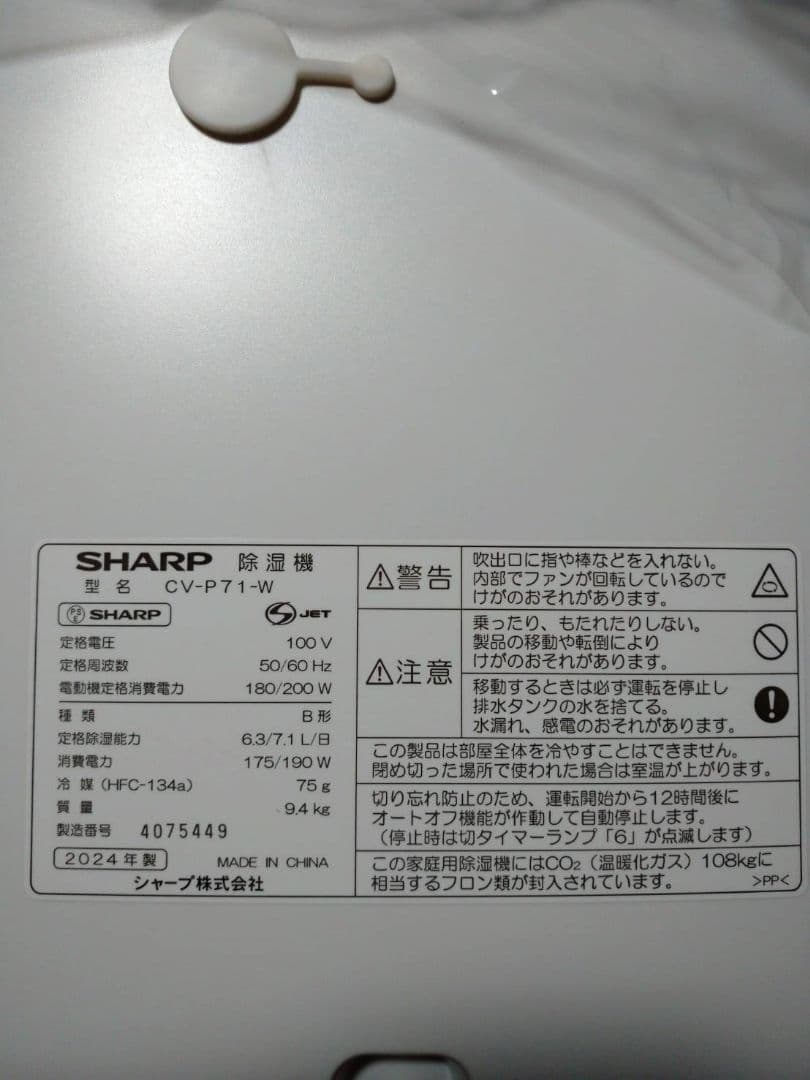 SHARP 除湿機
型名 CV-P71-W
PS E SHARP S JET
定格電圧 100 V
定格周波数 50/60 Hz
電動機定格消費電力 180/200 W
種類 B形
定格除湿能力 6.3/7.1 L/日
消費電力 175/190 W
冷媒(HFC-134a) 75g
質量 9.4 kg
製造番号 4075449
2024年製 MADE IN CHINA
シャープ株式会社
警告
吹出口に指や棒などを入れない。
内部でファンが回転しているので
けがのおそれがあります。
注意
乗ったり、もたれたりしない。
製品の移動や転倒により
けがのおそれがあります。
移動するときは必ず運転を停止し
排水タンクの水を捨てる。
水漏れ、感電のおそれがあります。
この製品は部屋全体を冷やすことはできません。
閉め切った場所で使われた場合は室温が上がります。
切り忘れ防止のため、運転開始から12時間後に
オートオフ機能が作動して自動停止します。
(停止時は切タイマーランプ「6」が点滅します)
この家庭用除湿機にはCO₂(温暖化ガス)108kgに
相当するフロン類が封入されています。 >PP<